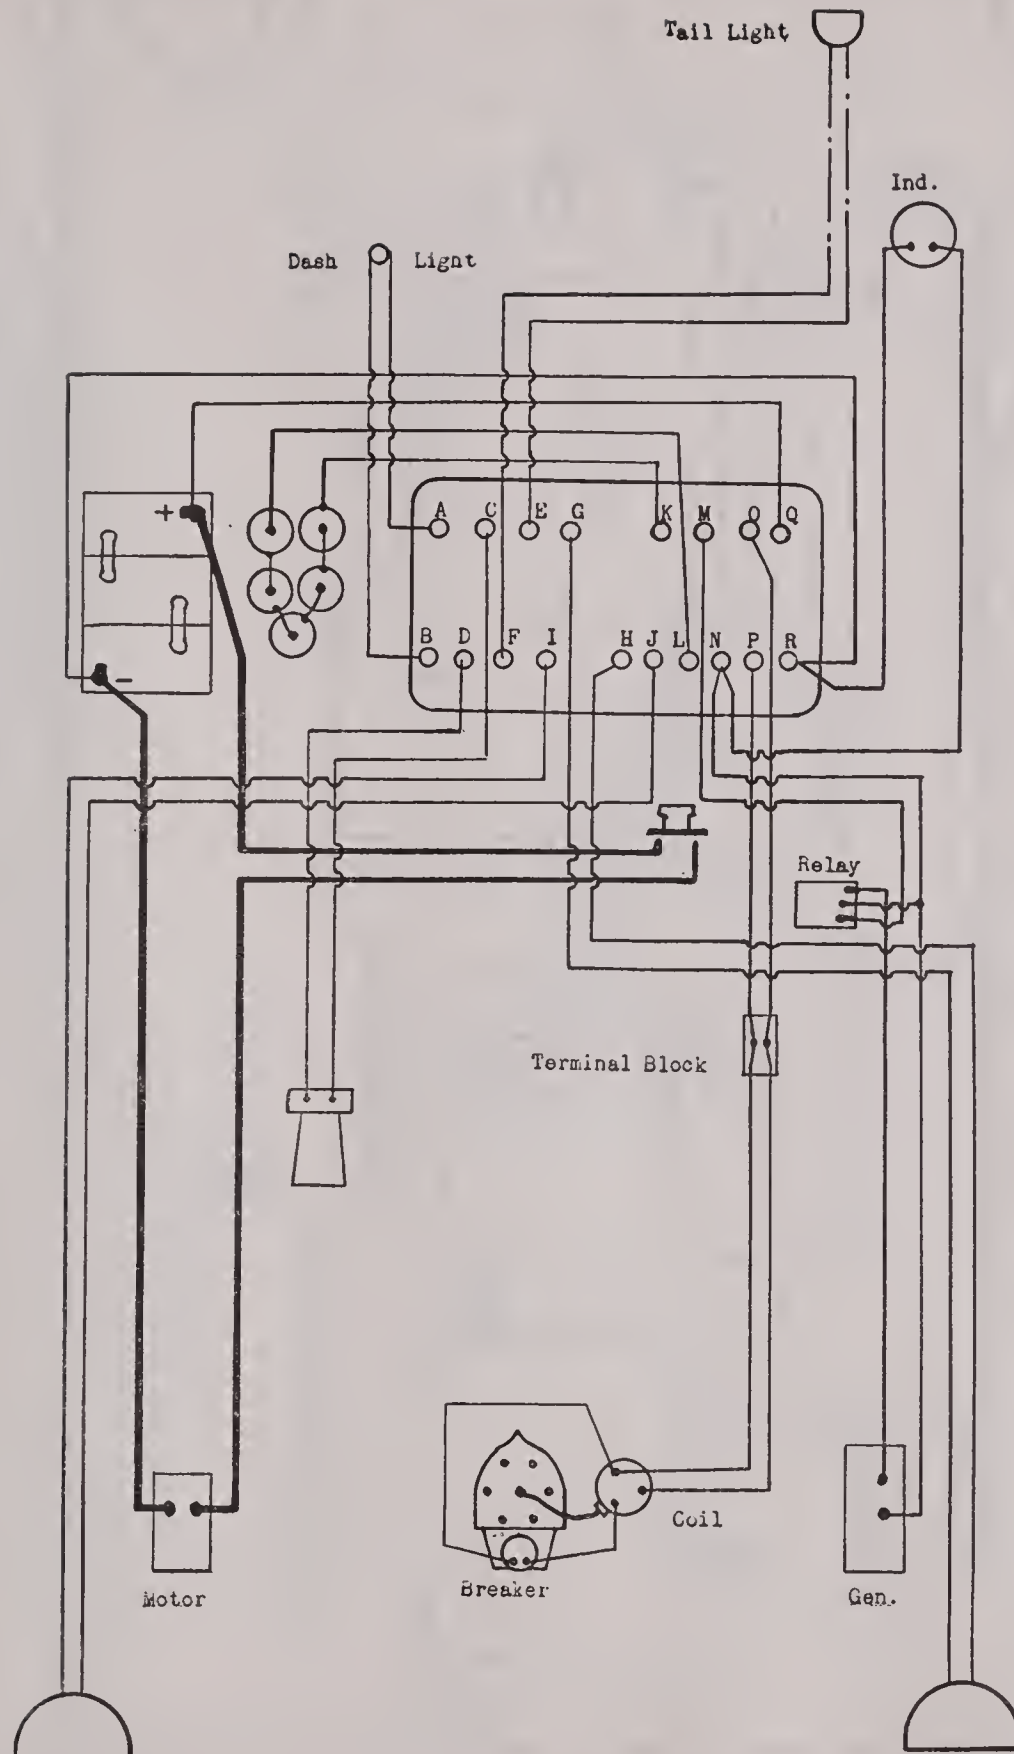 Tail Light
Ind.
Dash Light
A C E G K M O Q
+
B D F I H J L N P R
-
Relay
Terminal Block
Coil
Motor
Breaker
Gen.